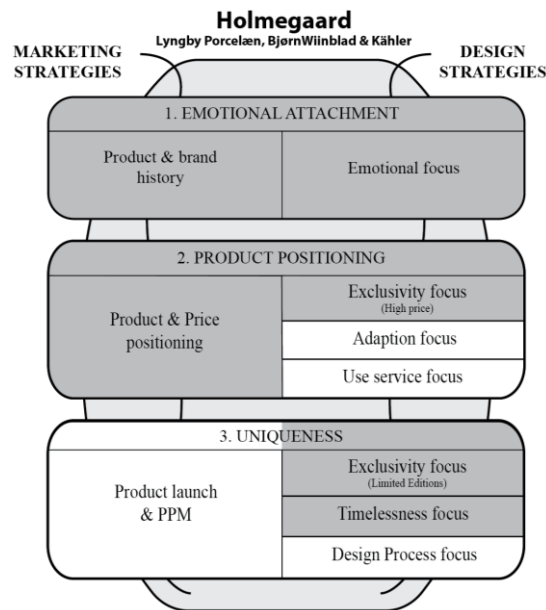 Holmegaard
Lyngby Porcelæn, BjørnWiinblad & Kähler
MARKETING
STRATEGIES
DESIGN
STRATEGIES
1. EMOTIONAL ATTACHMENT
Product & brand
history
Emotional focus
2. PRODUCT POSITIONING
Product & Price
positioning
Exclusivity focus
(High price)
Adaption focus
Use service focus
3. UNIQUENESS
Product launch
& PPM
Exclusivity focus
(Limited Editions)
Timelessness focus
Design Process focus